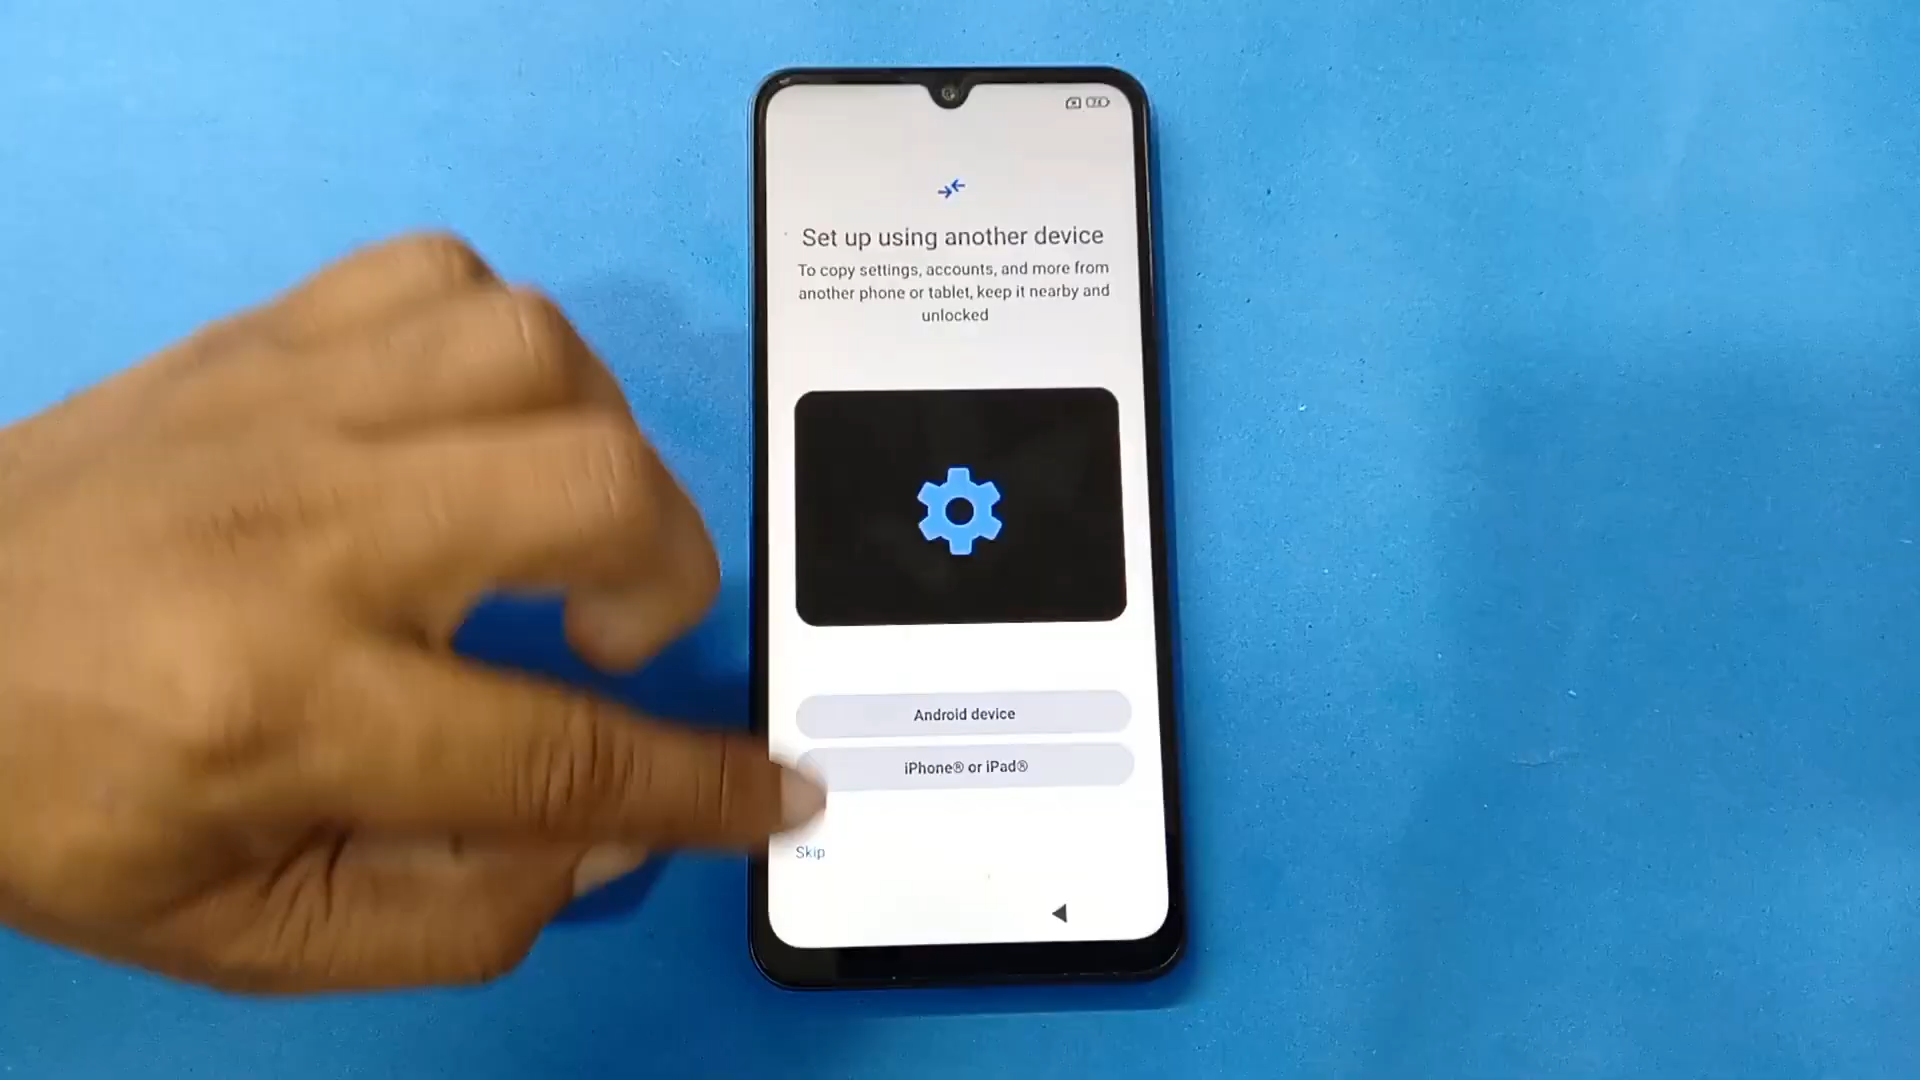 Set up using another device
To copy settings, accounts, and more from
another phone or tablet, keep it nearby and
unlocked
Android device
iPhone® or iPad®
Skip